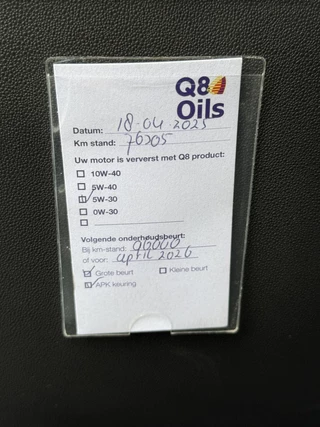 Q8
Oils
Datum: 18-04-2025
Km stand: 76205
Uw motor is ververst met Q8 product:
10W-40
5W-40
5W-30
0W-30
Volgende onderhoudsbeurt:
Bij km-stand: 96000
of voor: april 2026
Grote beurt Kleine beurt
APK keuring